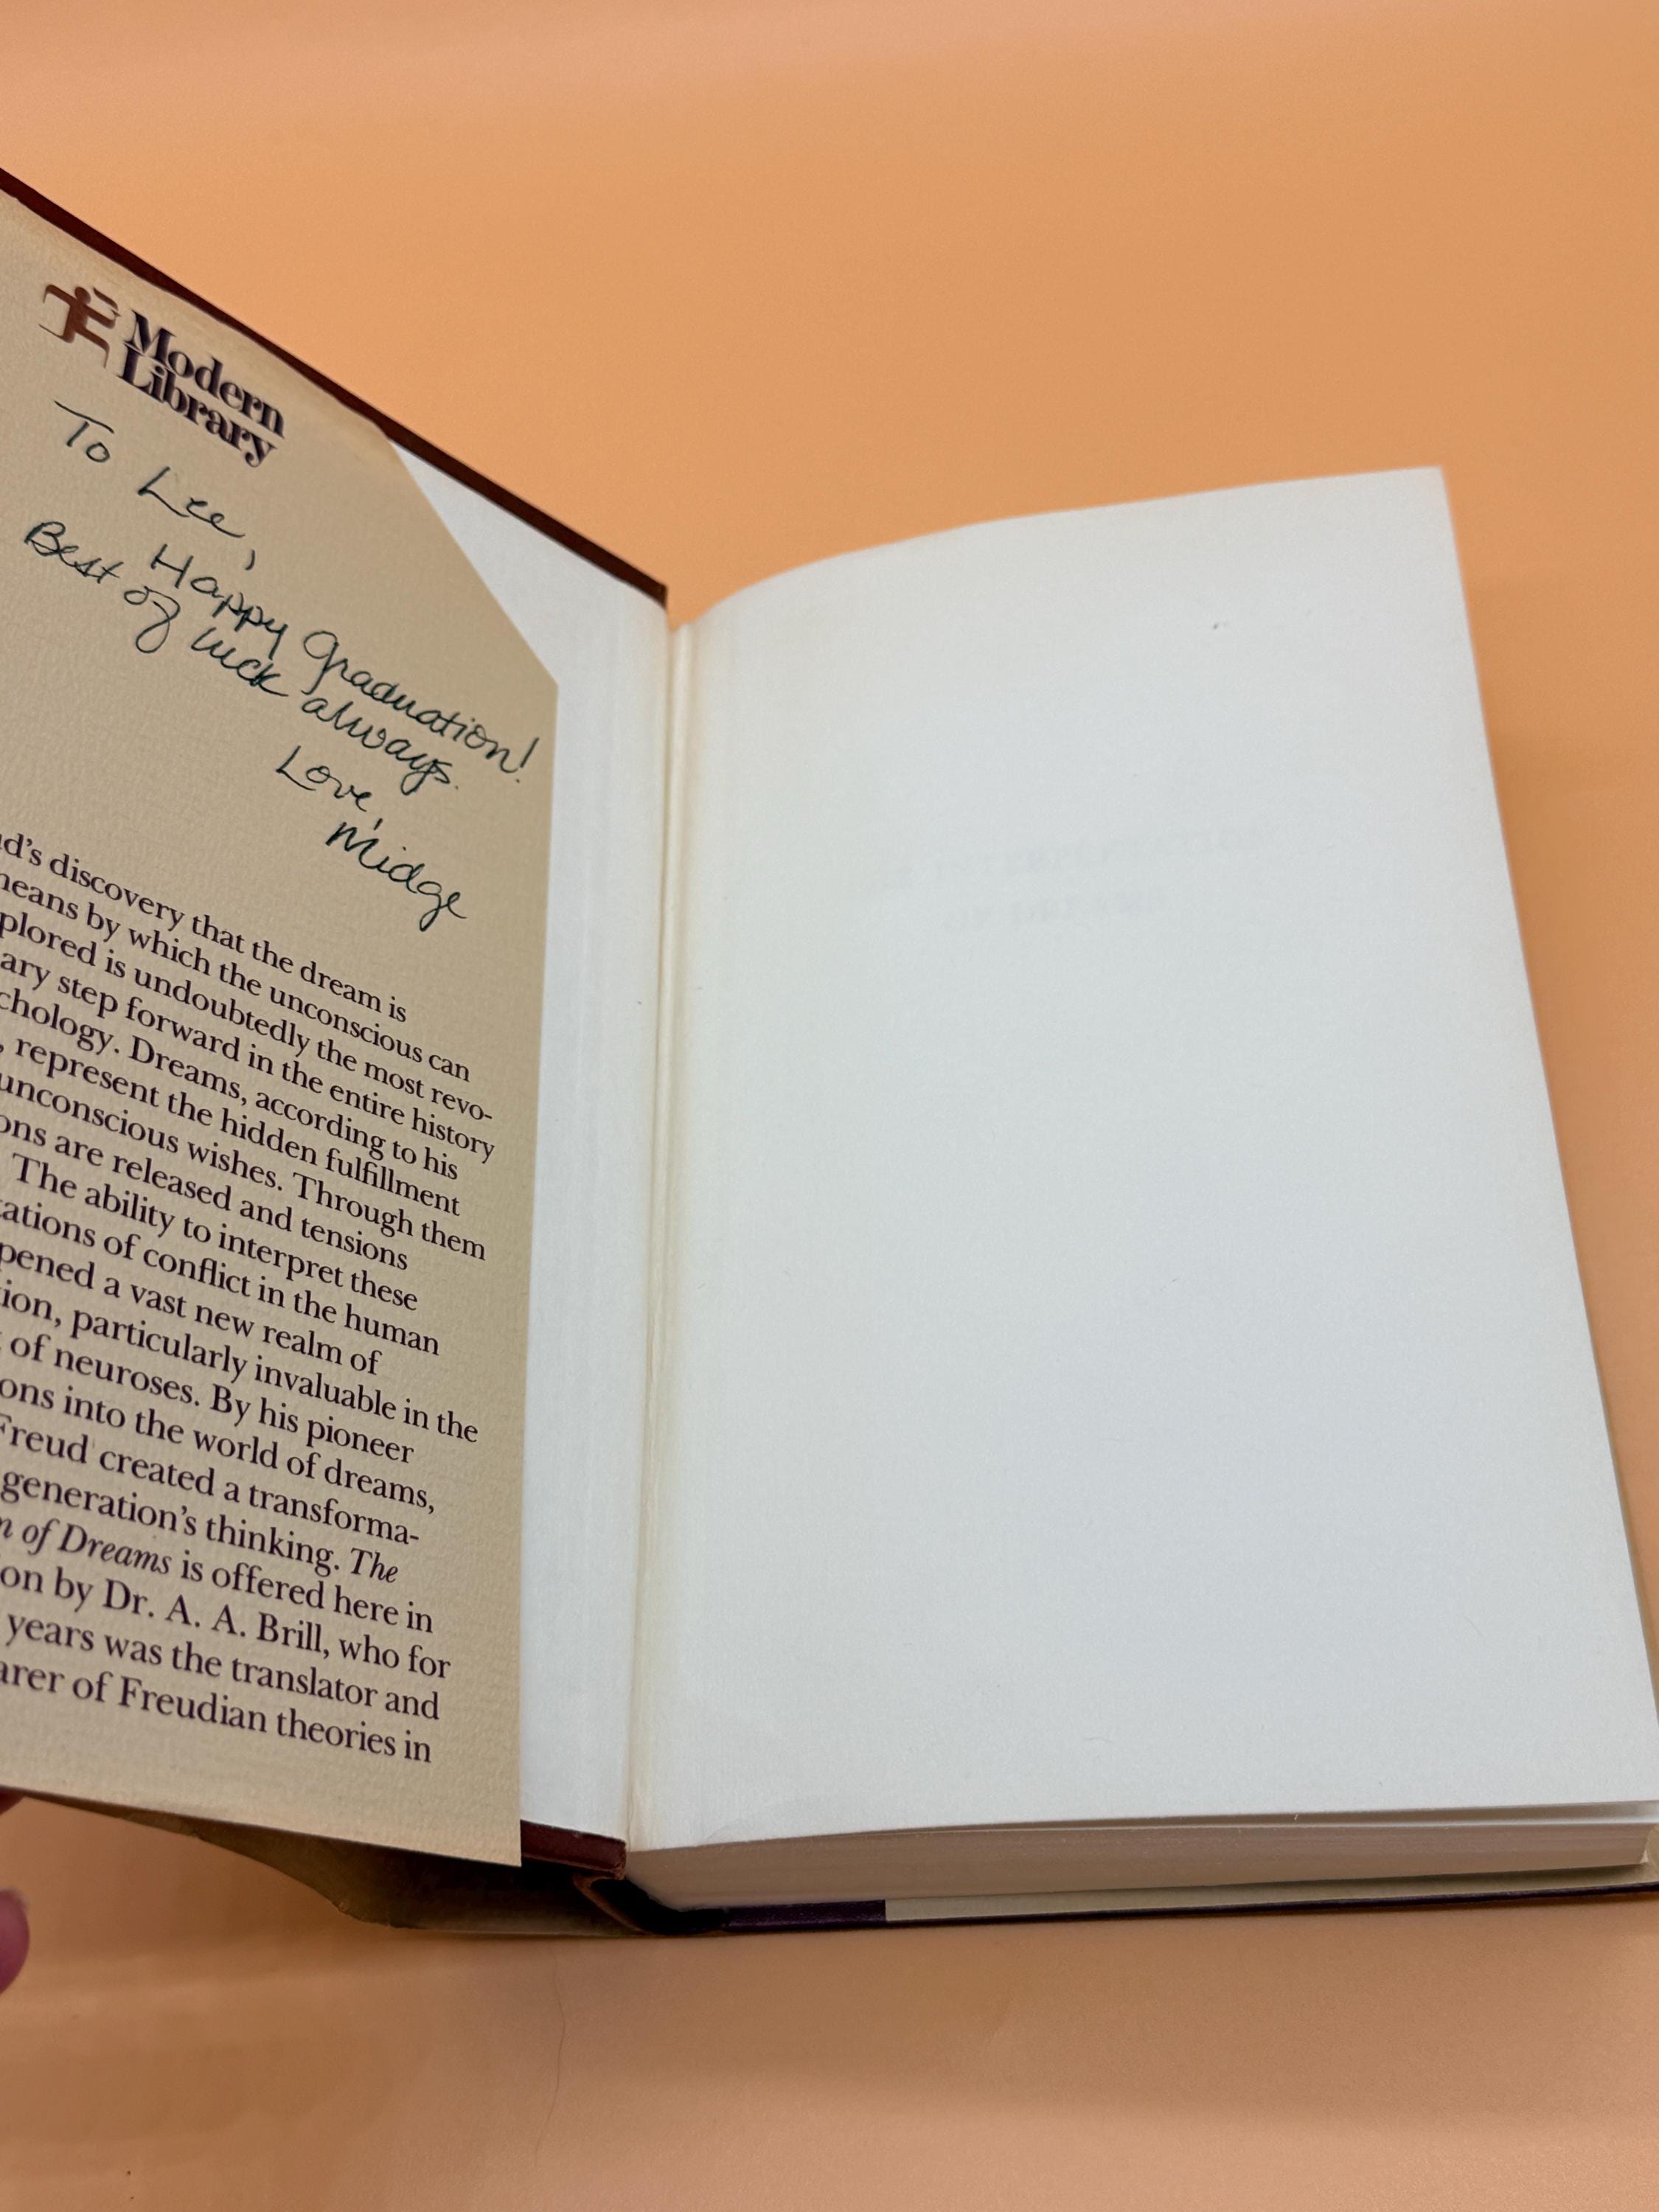 Modern
Library
To Lee,
Happy Graduation!
Best of luck always.
Love,
Midge
d's discovery that the dream is
means by which the unconscious can
plored is undoubtedly the most revo-
ary step forward in the entire history
chology. Dreams, according to his
, represent the hidden fulfillment
unconscious wishes. Through them
ons are released and tensions
The ability to interpret these
tations of conflict in the human
pened a vast new realm of
ion, particularly invaluable in the
of neuroses. By his pioneer
ons into the world of dreams,
Freud created a transforma-
generation's thinking. The
n of Dreams is offered here in
on by Dr. A. A. Brill, who for
years was the translator and
arer of Freudian theories in
OF DREAMS